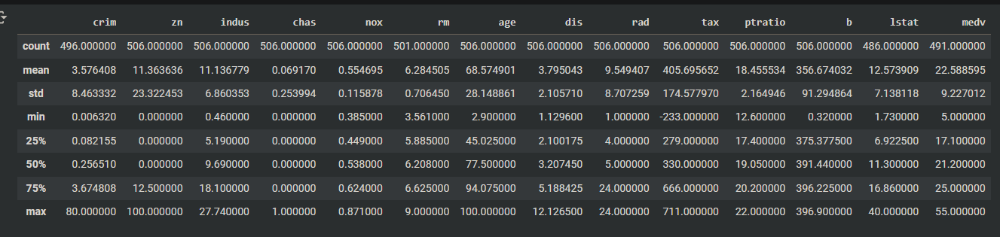 crim zn indus chas nox rm age dis rad tax ptratio b lstat medv
count 496.000000 506.000000 506.000000 506.000000 506.000000 501.000000 506.000000 506.000000 506.000000 506.000000 506.000000 506.000000 486.000000 491.000000
mean 3.576408 11.363636 11.136779 0.069170 0.554695 6.284505 68.574901 3.795043 9.549407 405.695652 18.455534 356.674032 12.573909 22.588595
std 8.463332 23.322453 6.860353 0.253994 0.115878 0.706450 28.148861 2.105710 8.707259 174.577970 2.164946 91.294864 7.138118 9.227012
min 0.006320 0.000000 0.460000 0.000000 0.385000 3.561000 2.900000 1.129600 1.000000 -233.000000 12.600000 0.320000 1.730000 5.000000
25% 0.082155 0.000000 5.190000 0.000000 0.449000 5.885000 45.025000 2.100175 4.000000 279.000000 17.400000 375.377500 6.922500 17.100000
50% 0.256510 0.000000 9.690000 0.000000 0.538000 6.208000 77.500000 3.207450 5.000000 330.000000 19.050000 391.440000 11.300000 21.200000
75% 3.674808 12.500000 18.100000 0.000000 0.624000 6.625000 94.075000 5.188425 24.000000 666.000000 20.200000 396.225000 16.860000 25.000000
max 80.000000 100.000000 27.740000 1.000000 0.871000 9.000000 100.000000 12.126500 24.000000 711.000000 22.000000 396.900000 40.000000 55.000000